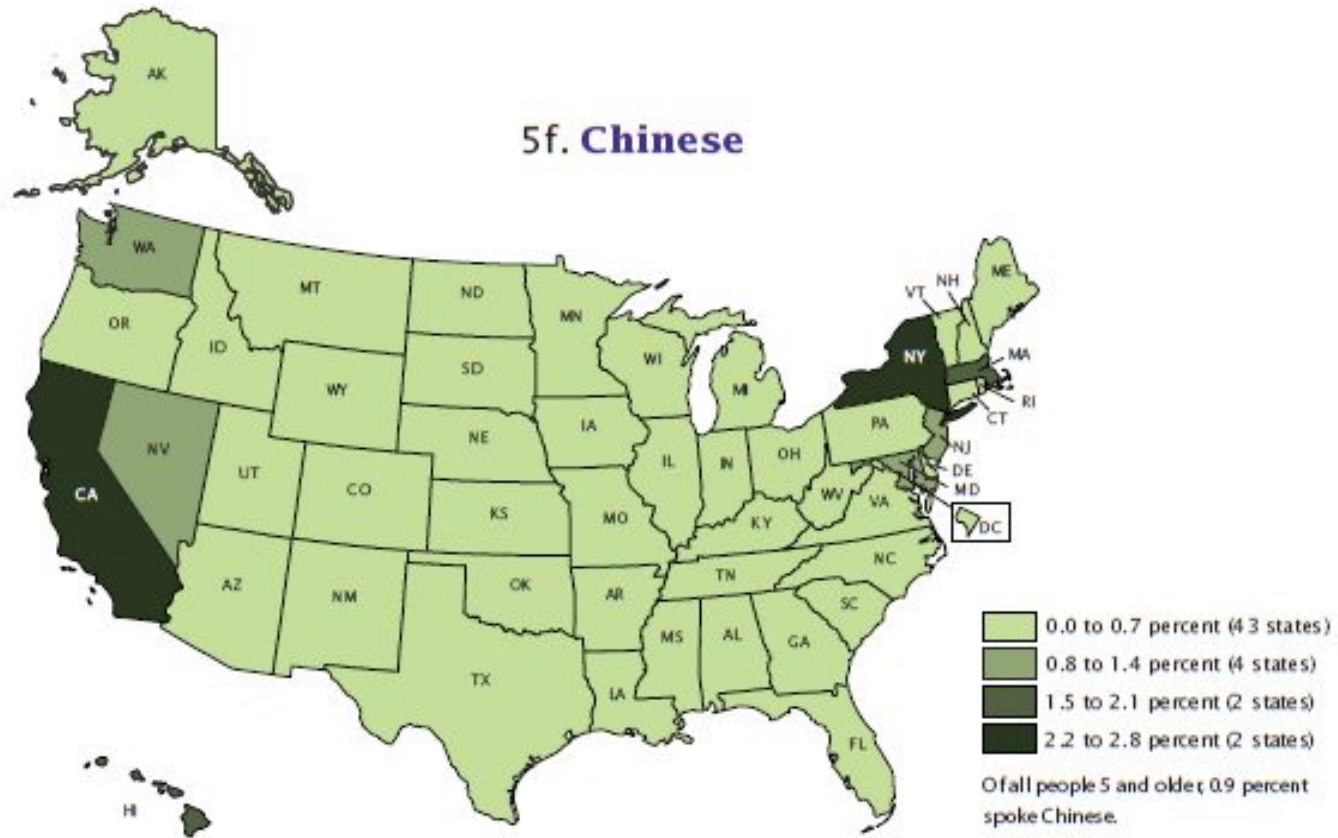 AK
5f. Chinese
WA
MT
ND
MN
VT
NH
ME
OR
ID
SD
WI
NY
MA
WY
MI
RI
CT
IA
PA
NE
NV
NJ
OH
UT
IL
IN
DE
MD
CO
CA
WV
VA
KS
MO
KY
DC
NC
TN
AZ
OK
NM
AR
SC
MS
AL
GA
TX
LA
FL
HI
0.0 to 0.7 percent (43 states)
0.8 to 1.4 percent (4 states)
1.5 to 2.1 percent (2 states)
2.2 to 2.8 percent (2 states)
Of all people 5 and older, 0.9 percent
spoke Chinese.